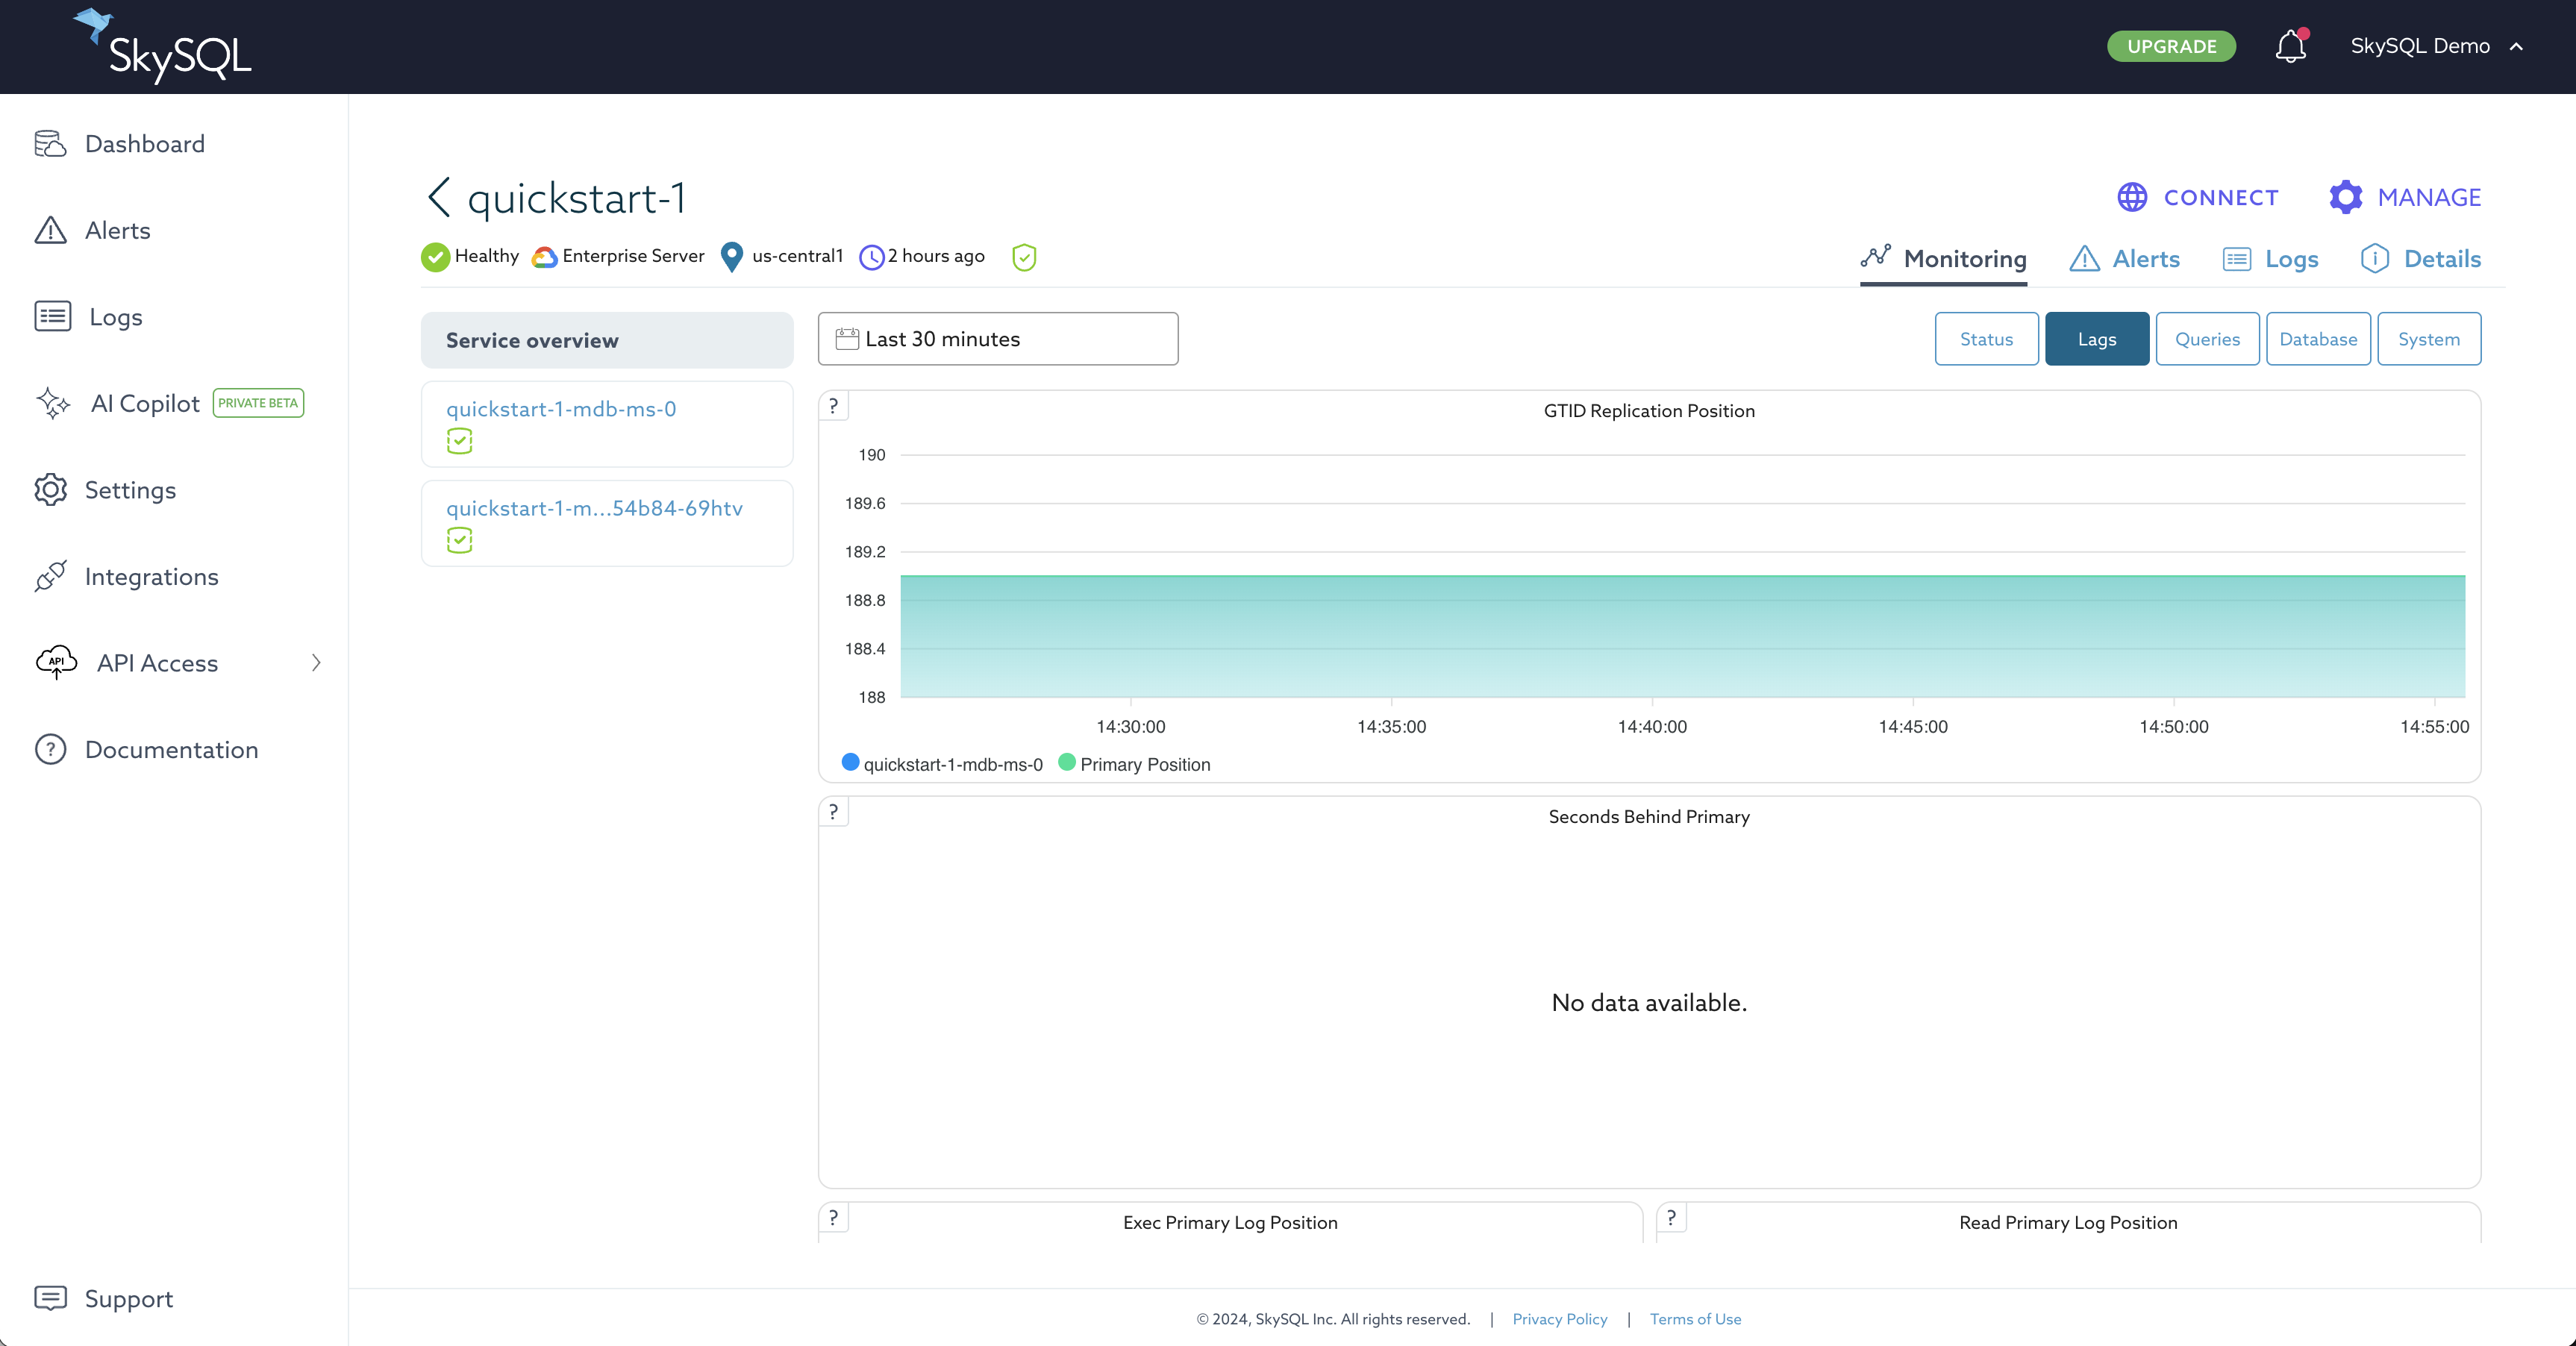 SkySQL
UPGRADE
SkySQL Demo
Dashboard
Alerts
Logs
AI Copilot PRIVATE BETA
Settings
Integrations
API Access
API
Documentation
?
Support
quickstart-1
CONNECT
MANAGE
Healthy
Enterprise Server
us-central1
2 hours ago
Monitoring
Alerts
Logs
Details
Service overview
quickstart-1-mdb-ms-0
quickstart-1-m...54b84-69htv
Last 30 minutes
Status
Lags
Queries
Database
System
?
GTID Replication Position
190
189.6
189.2
188.8
188.4
188
14:30:00
14:35:00
14:40:00
14:45:00
14:50:00
14:55:00
quickstart-1-mdb-ms-0
Primary Position
?
Seconds Behind Primary
No data available.
?
Exec Primary Log Position
?
Read Primary Log Position
© 2024, SkySQL Inc. All rights reserved. | Privacy Policy | Terms of Use